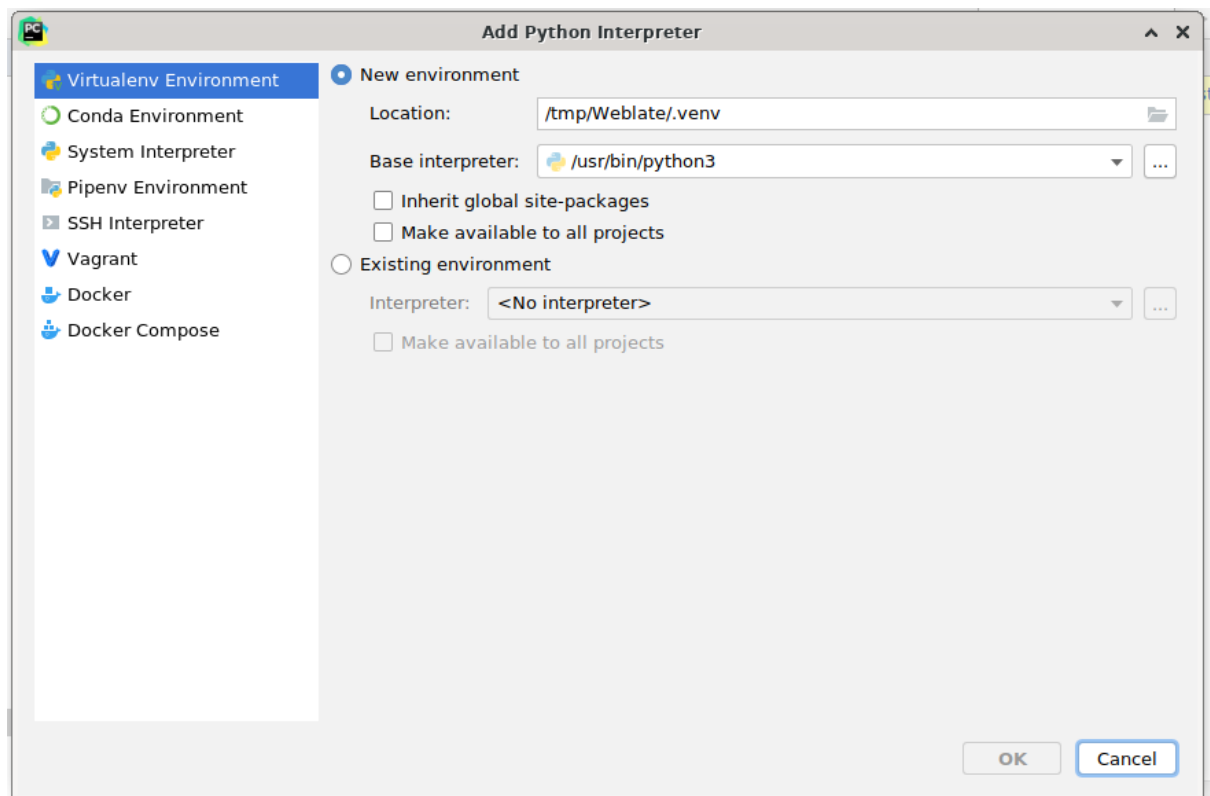 PC
Add Python Interpreter
Virtualenv Environment
Conda Environment
System Interpreter
Pipenv Environment
SSH Interpreter
Vagrant
Docker
Docker Compose
New environment
Location: /tmp/Weblate/.venv
Base interpreter: /usr/bin/python3 ...
Inherit global site-packages
Make available to all projects
Existing environment
Interpreter: <No interpreter> ...
Make available to all projects
OK Cancel